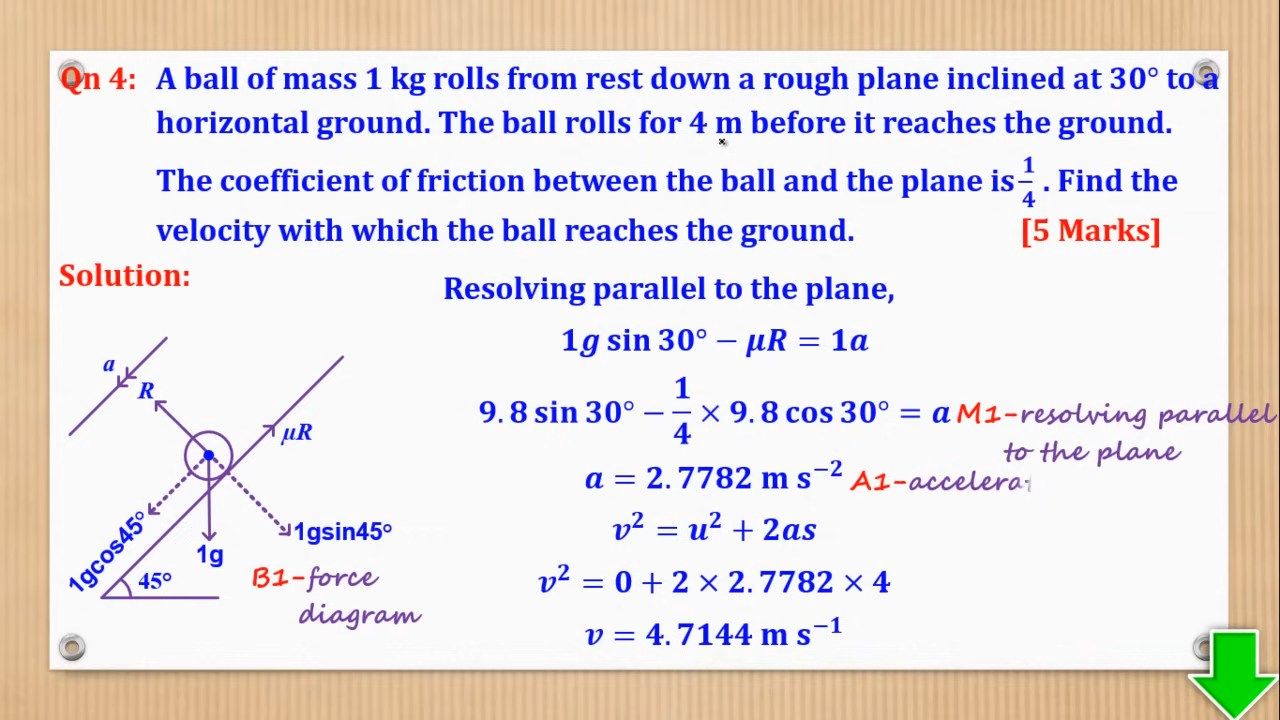 Qn 4: A ball of mass 1 kg rolls from rest down a rough plane inclined at 30° to a
horizontal ground. The ball rolls for 4 m before it reaches the ground.
The coefficient of friction between the ball and the plane is 1/4 . Find the
velocity with which the ball reaches the ground. [5 Marks]
Solution:
Resolving parallel to the plane,
1g sin 30° − μR = 1a
9.8 sin 30° − 1/4 × 9.8 cos 30° = a M1-resolving parallel
to the plane
a = 2.7782 m s⁻² A1-accelera
v² = u² + 2as
v² = 0 + 2 × 2.7782 × 4
v = 4.7144 m s⁻¹
a
R
μR
1gcos45°
1gsin45°
1g
45°
B1-force
diagram